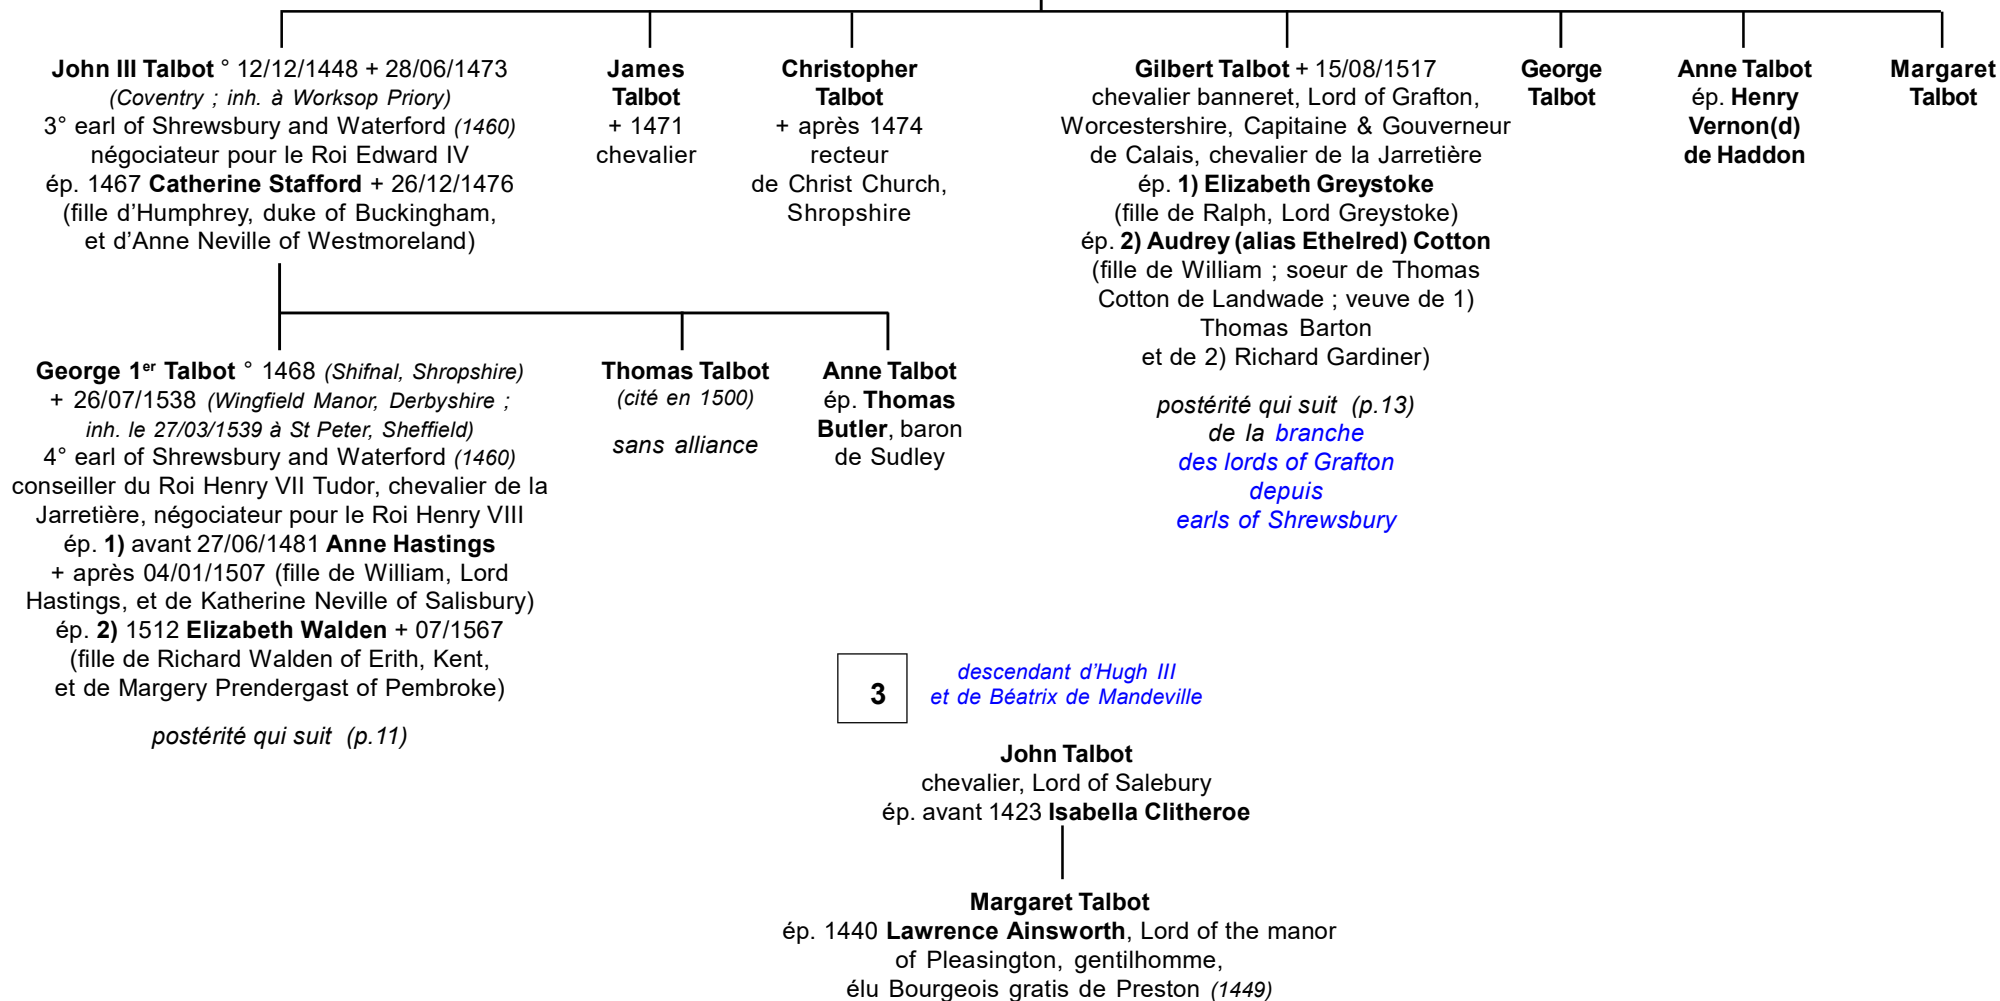 John III Talbot ° 12/12/1448 + 28/06/1473
(Coventry ; inh. à Worksop Priory)
3° earl of Shrewsbury and Waterford (1460)
négociateur pour le Roi Edward IV
ép. 1467 Catherine Stafford + 26/12/1476
(fille d'Humphrey, duke of Buckingham,
et d'Anne Neville of Westmoreland)
James
Talbot
+ 1471
chevalier
Christopher
Talbot
+ après 1474
recteur
de Christ Church,
Shropshire
Gilbert Talbot + 15/08/1517
chevalier banneret, Lord of Grafton,
Worcestershire, Capitaine & Gouverneur
de Calais, chevalier de la Jarretière
ép. 1) Elizabeth Greystoke
(fille de Ralph, Lord Greystoke)
ép. 2) Audrey (alias Ethelred) Cotton
(fille de William ; soeur de Thomas
Cotton de Landwade ; veuve de 1)
Thomas Barton
et de 2) Richard Gardiner)
postérité qui suit (p.13)
de la branche
des lords of Grafton
depuis
earls of Shrewsbury
George
Talbot
Anne Talbot
ép. Henry
Vernon(d)
de Haddon
Margaret
Talbot
George 1er Talbot ° 1468 (Shifnal, Shropshire)
+ 26/07/1538 (Wingfield Manor, Derbyshire ;
inh. le 27/03/1539 à St Peter, Sheffield)
4° earl of Shrewsbury and Waterford (1460)
conseiller du Roi Henry VII Tudor, chevalier de la
Jarretière, négociateur pour le Roi Henry VIII
ép. 1) avant 27/06/1481 Anne Hastings
+ après 04/01/1507 (fille de William, Lord
Hastings, et de Katherine Neville of Salisbury)
ép. 2) 1512 Elizabeth Walden + 07/1567
(fille de Richard Walden of Erith, Kent,
et de Margery Prendergast of Pembroke)
postérité qui suit (p.11)
Thomas Talbot
(cité en 1500)
sans alliance
Anne Talbot
ép. Thomas
Butler, baron
de Sudley
3
descendant d'Hugh III
et de Béatrix de Mandeville
John Talbot
chevalier, Lord of Salebury
ép. avant 1423 Isabella Clitheroe
Margaret Talbot
ép. 1440 Lawrence Ainsworth, Lord of the manor
of Pleasington, gentilhomme,
élu Bourgeois gratis de Preston (1449)